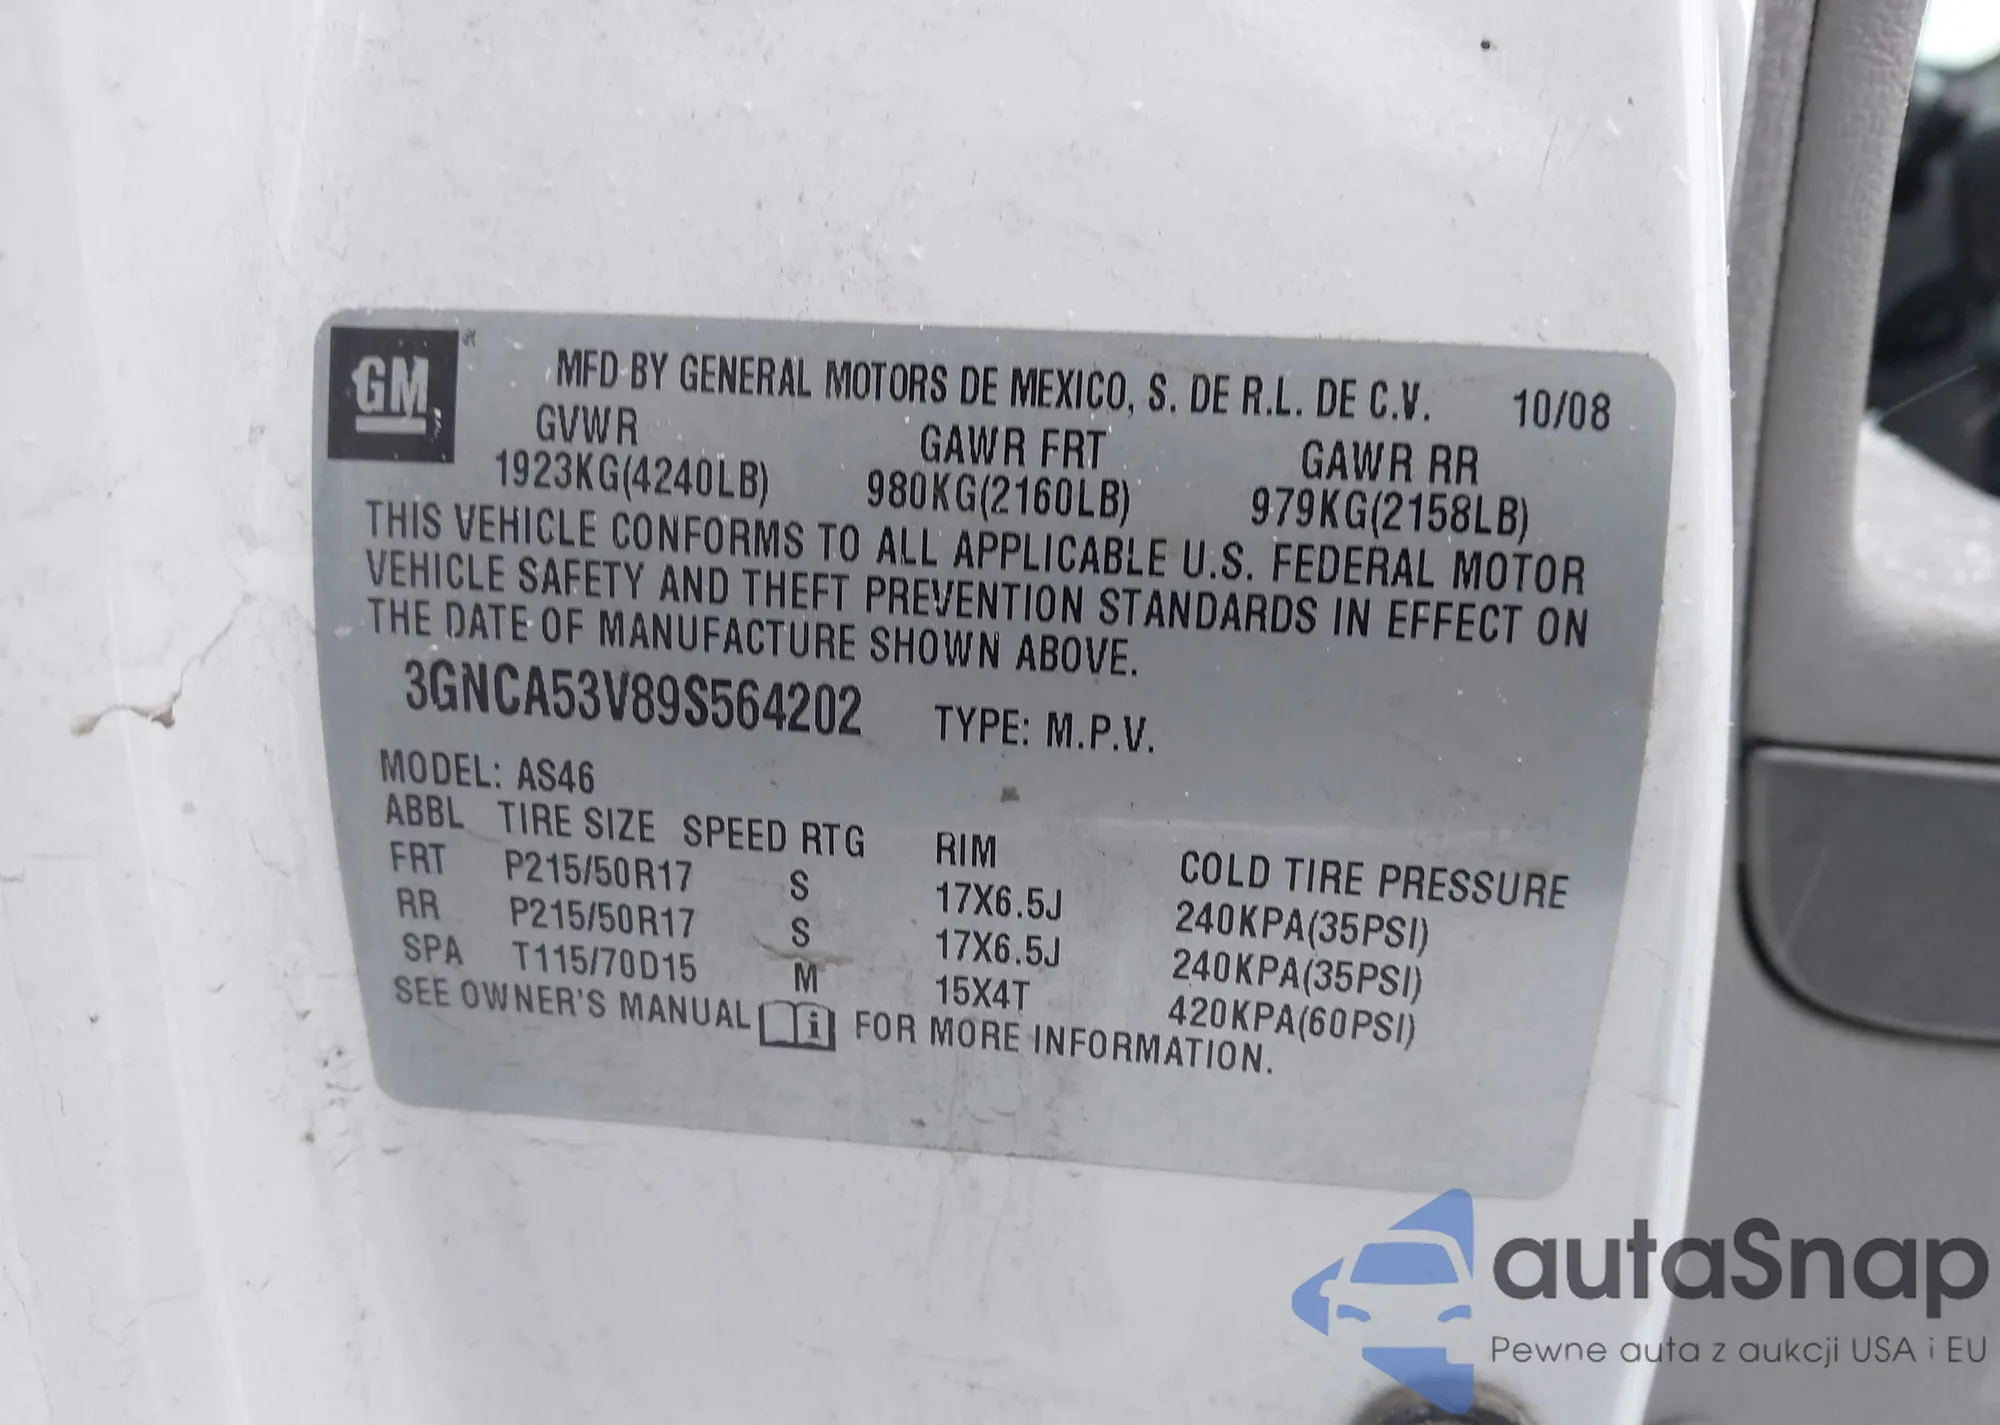 GM
MFD BY GENERAL MOTORS DE MEXICO, S. DE R.L. DE C.V. 10/08
GVWR GAWR FRT GAWR RR
1923KG(4240LB) 980KG(2160LB) 979KG(2158LB)
THIS VEHICLE CONFORMS TO ALL APPLICABLE U.S. FEDERAL MOTOR
VEHICLE SAFETY AND THEFT PREVENTION STANDARDS IN EFFECT ON
THE DATE OF MANUFACTURE SHOWN ABOVE.
3GNCA53V89S564202 TYPE: M.P.V.
MODEL: AS46
ABBL TIRE SIZE SPEED RTG RIM COLD TIRE PRESSURE
FRT P215/50R17 S 17X6.5J 240KPA(35PSI)
RR P215/50R17 S 17X6.5J 240KPA(35PSI)
SPA T115/70D15 M 15X4T 420KPA(60PSI)
SEE OWNER'S MANUAL i FOR MORE INFORMATION.
autaSnap
Pewne auta z aukcji USA i EU